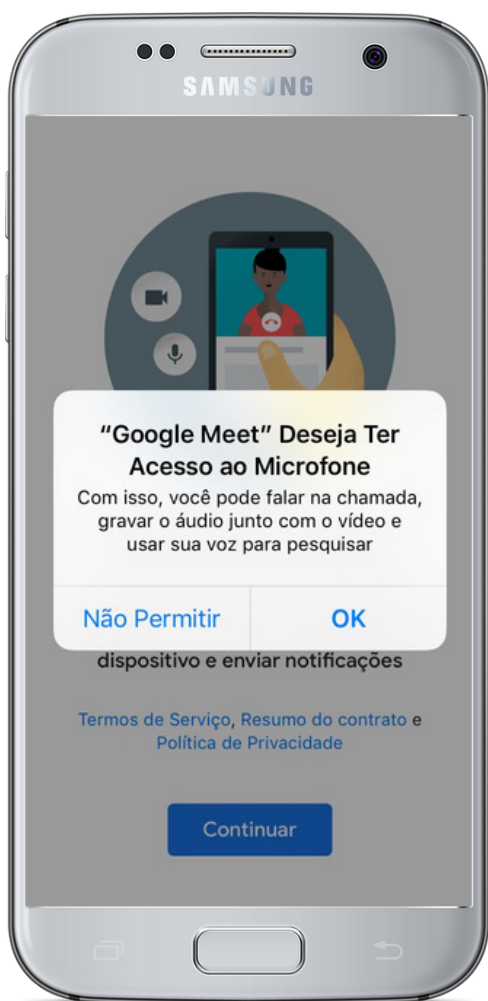 SAMSUNG
“Google Meet” Deseja Ter
Acesso ao Microfone
Com isso, você pode falar na chamada,
gravar o áudio junto com o vídeo e
usar sua voz para pesquisar
Não Permitir OK
dispositivo e enviar notificações
Termos de Serviço, Resumo do contrato e
Política de Privacidade
Continuar